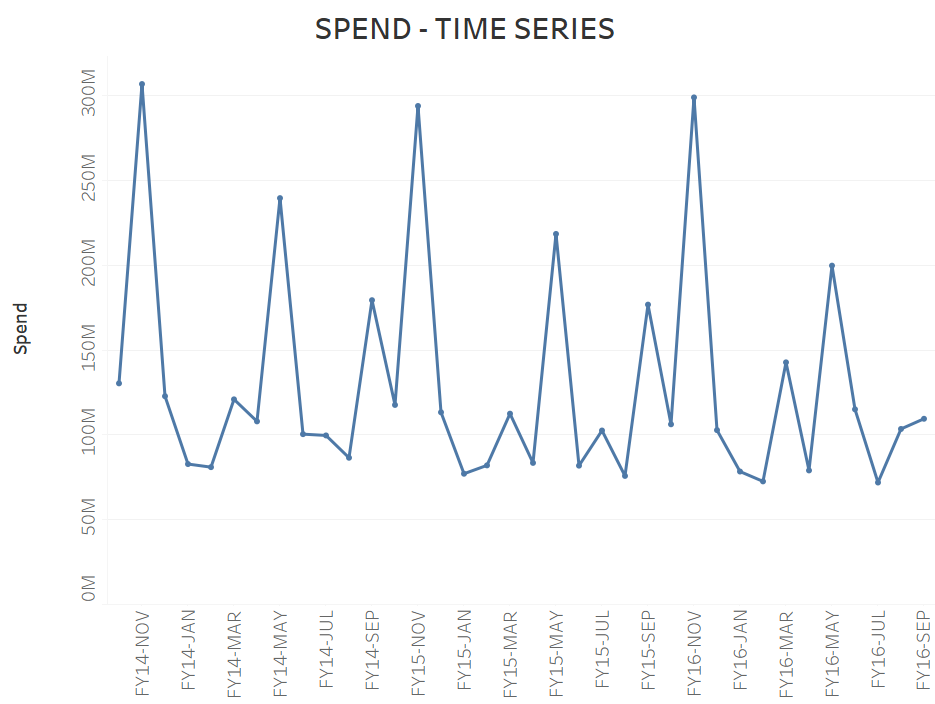 SPEND - TIME SERIES
Spend
300M
250M
200M
150M
100M
50M
0M
FY14-NOV
FY14-JAN
FY14-MAR
FY14-MAY
FY14-JUL
FY14-SEP
FY15-NOV
FY15-JAN
FY15-MAR
FY15-MAY
FY15-JUL
FY15-SEP
FY16-NOV
FY16-JAN
FY16-MAR
FY16-MAY
FY16-JUL
FY16-SEP